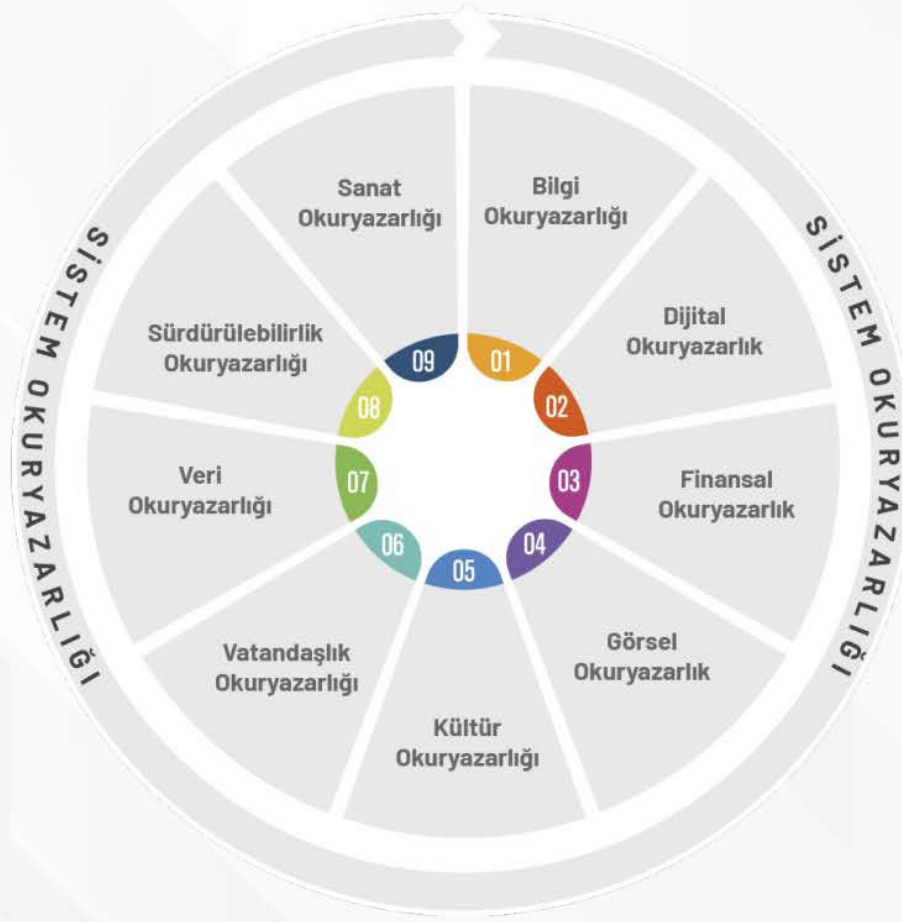 SİSTEM OKURYAZARLIĞI
SİSTEM OKURYAZARLIĞI
Bilgi
Okuryazarlığı
01
Dijital
Okuryazarlık
02
Finansal
Okuryazarlık
03
Görsel
Okuryazarlık
04
Kültür
Okuryazarlığı
05
Vatandaşlık
Okuryazarlığı
06
Veri
Okuryazarlığı
07
Sürdürülebilirlik
Okuryazarlığı
08
Sanat
Okuryazarlığı
09